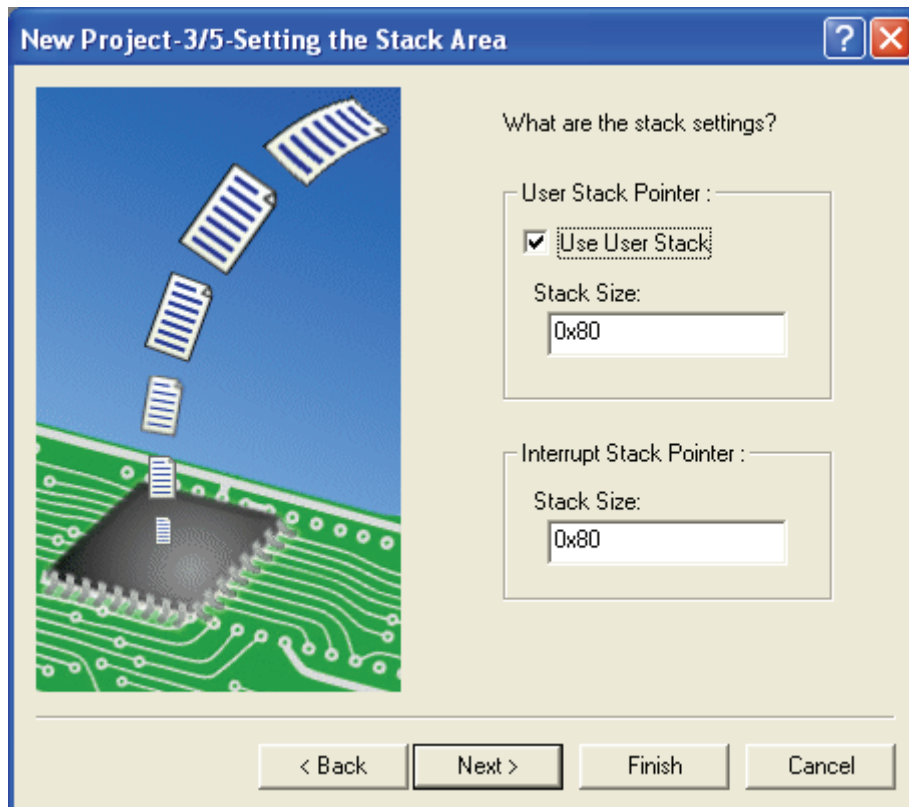 New Project-3/5-Setting the Stack Area
What are the stack settings?
User Stack Pointer :
Use User Stack
Stack Size:
0x80
Interrupt Stack Pointer :
Stack Size:
0x80
< Back
Next >
Finish
Cancel